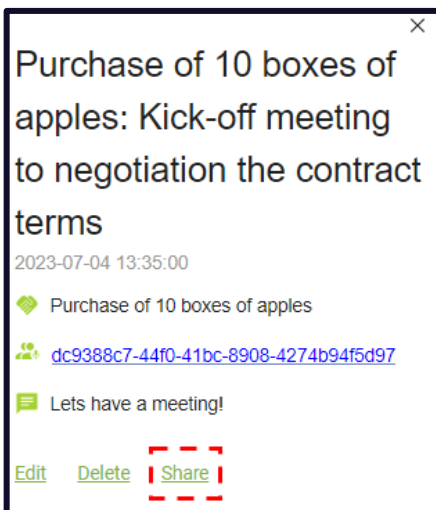 Purchase of 10 boxes of
apples: Kick-off meeting
to negotiation the contract
terms
2023-07-04 13:35:00
Purchase of 10 boxes of apples
dc9388c7-44f0-41bc-8908-4274b94f5d97
Lets have a meeting!
Edit Delete Share